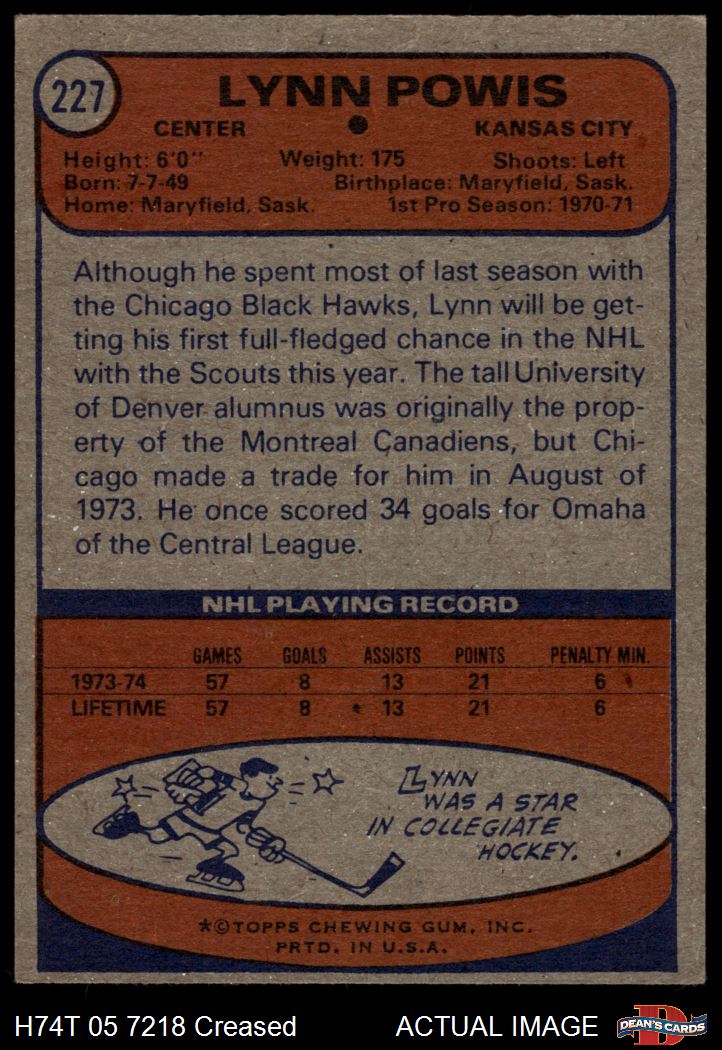 227
LYNN POWIS
CENTER ● KANSAS CITY
Height: 6'0" Weight: 175 Shoots: Left
Born: 7-7-49 Birthplace: Maryfield, Sask.
Home: Maryfield, Sask. 1st Pro Season: 1970-71
Although he spent most of last season with
the Chicago Black Hawks, Lynn will be get-
ting his first full-fledged chance in the NHL
with the Scouts this year. The tall University
of Denver alumnus was originally the prop-
erty of the Montreal Canadiens, but Chi-
cago made a trade for him in August of
1973. He once scored 34 goals for Omaha
of the Central League.
NHL PLAYING RECORD
GAMES GOALS ASSISTS POINTS PENALTY MIN.
1973-74 57 8 13 21 6
LIFETIME 57 8 13 21 6
LYNN
WAS A STAR
IN COLLEGIATE
HOCKEY.
*©TOPPS CHEWING GUM, INC.
PRTD. IN U.S.A.
H74T 05 7218 Creased ACTUAL IMAGE
D
DEAN'S CARDS